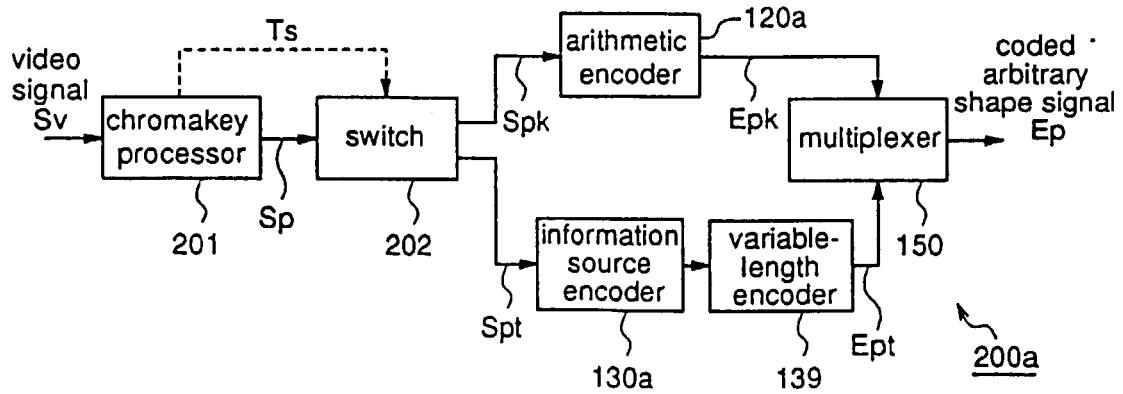 video
signal
Sv
Ts
chromakey
processor
201
Sp
switch
202
Spk
arithmetic
encoder
120a
Epk
Spt
information
source
encoder
130a
variable-
length
encoder
139
Ept
multiplexer
150
coded
arbitrary
shape signal
Ep
200a